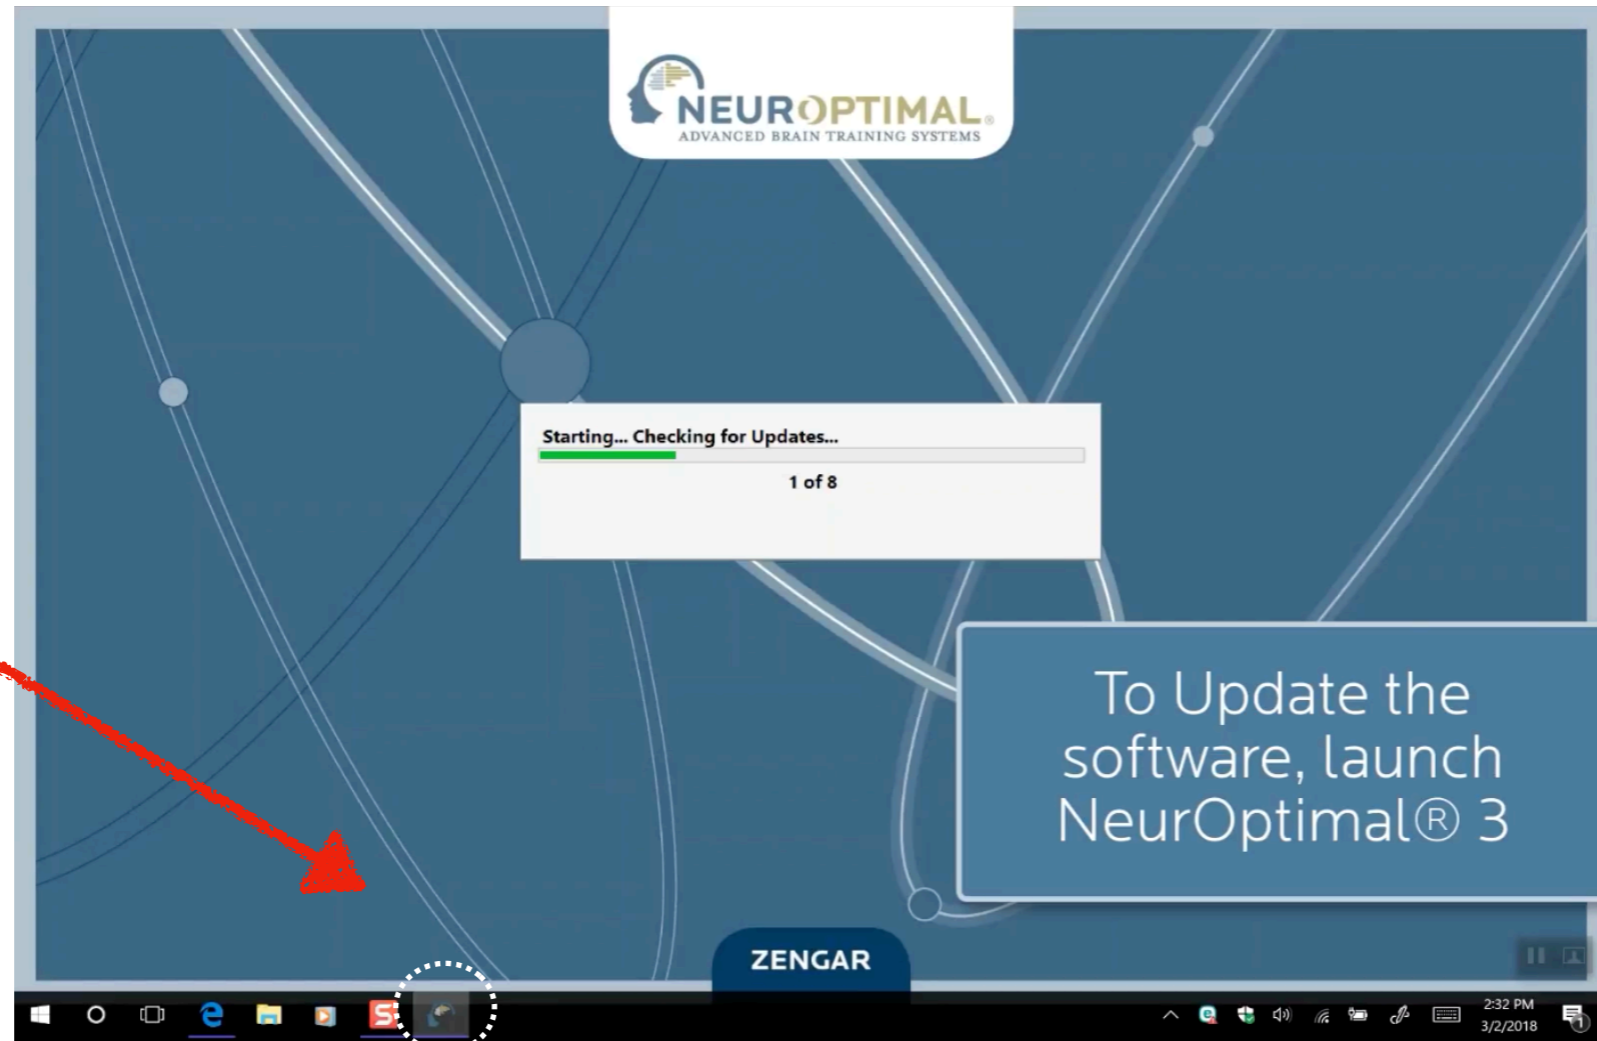 NEUROPTIMAL®
ADVANCED BRAIN TRAINING SYSTEMS
Starting... Checking for Updates...
1 of 8
To Update the
software, launch
NeurOptimal® 3
ZENGAR
S
2:32 PM
3/2/2018
1